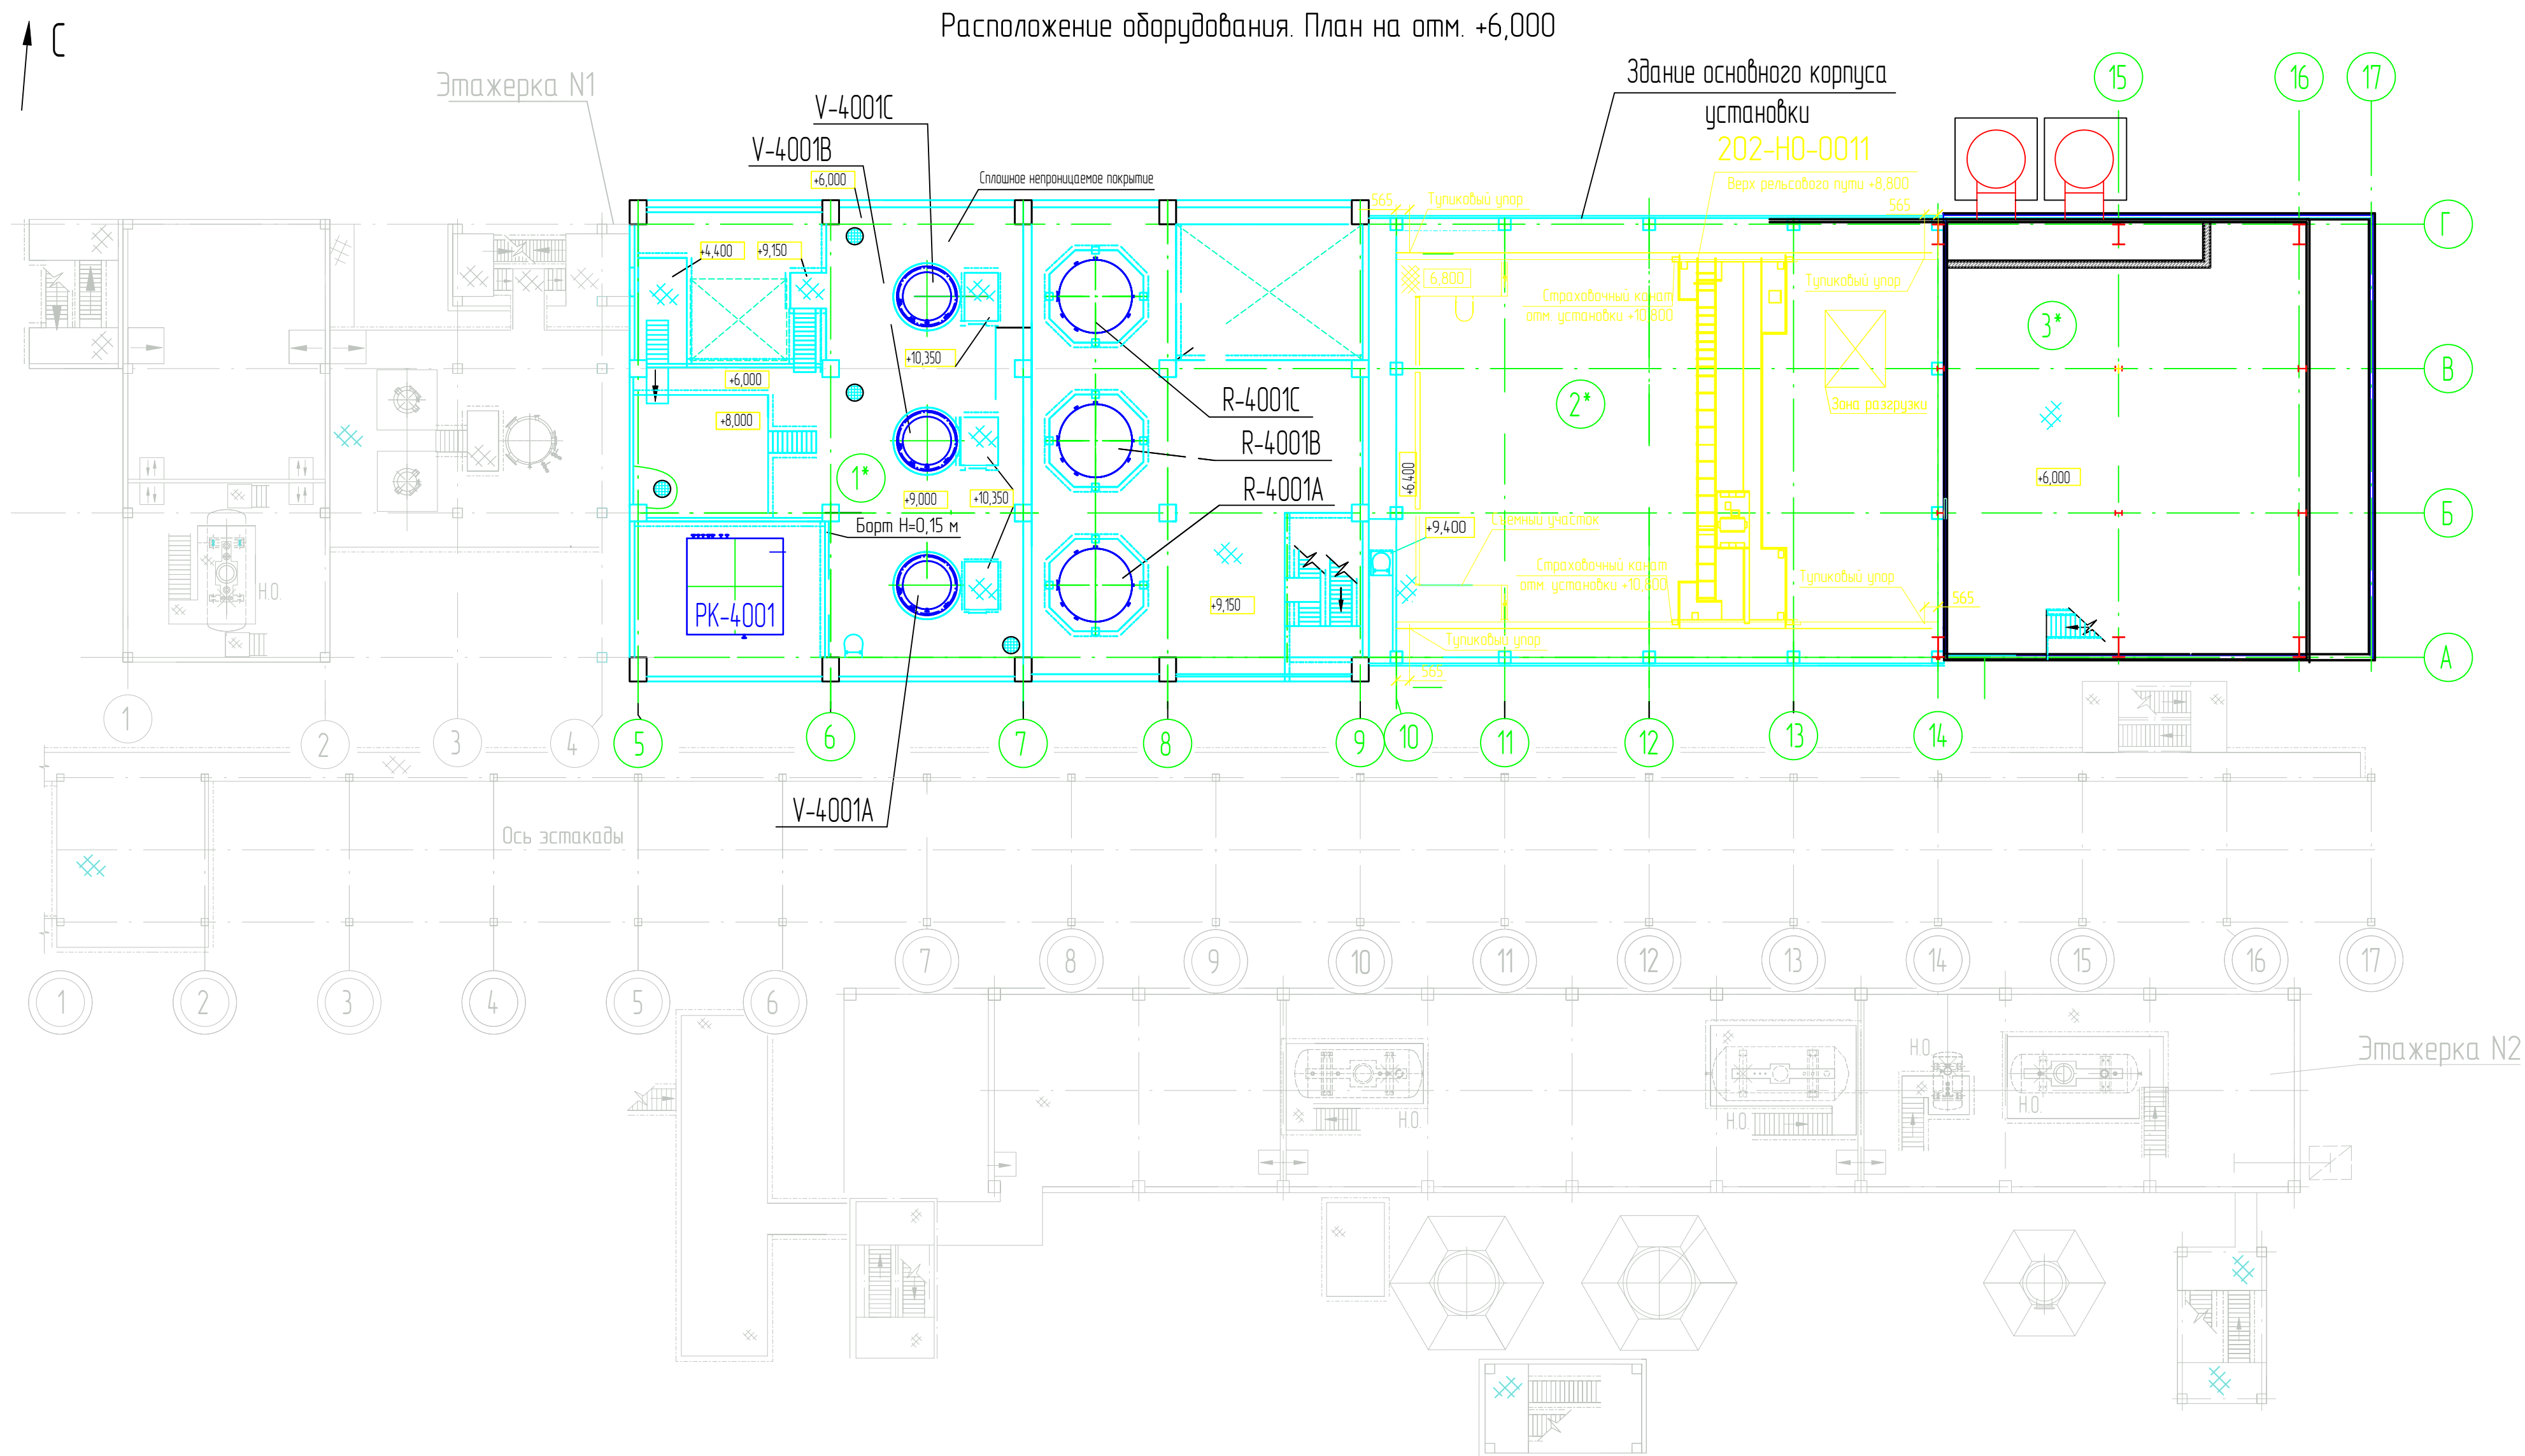 Расположение оборудования. План на отм. +6,000
С
Этажерка N1
V-4001C
V-4001B
+6,000
Сплошное непроницаемое покрытие
Здание основного корпуса
установки
202-НО-0011
Верх рельсового пути +8,800
565
Тупиковый упор
565
15
16
17
Г
+4,400
+9,150
6,800
Страховочный канат
отм. установки +10,800
Тупиковый упор
3*
+10,350
+6,000
В
R-4001C
2*
Зона разгрузки
+8,000
R-4001B
1*
+6,400
+6,000
+9,000
+10,350
R-4001A
Борт Н=0,15 м
+9,400
Съемный участок
Б
Страховочный канат
отм. установки +10,800
Тупиковый упор
565
Н.О.
РК-4001
+9,150
Тупиковый упор
565
А
1
2
3
4
5
6
7
8
9
10
11
12
13
14
V-4001A
Ось эстакады
1
2
3
4
5
6
7
8
9
10
11
12
13
14
15
16
17
Этажерка N2
Н.О.
Н.О.
Н.О.
Н.О.